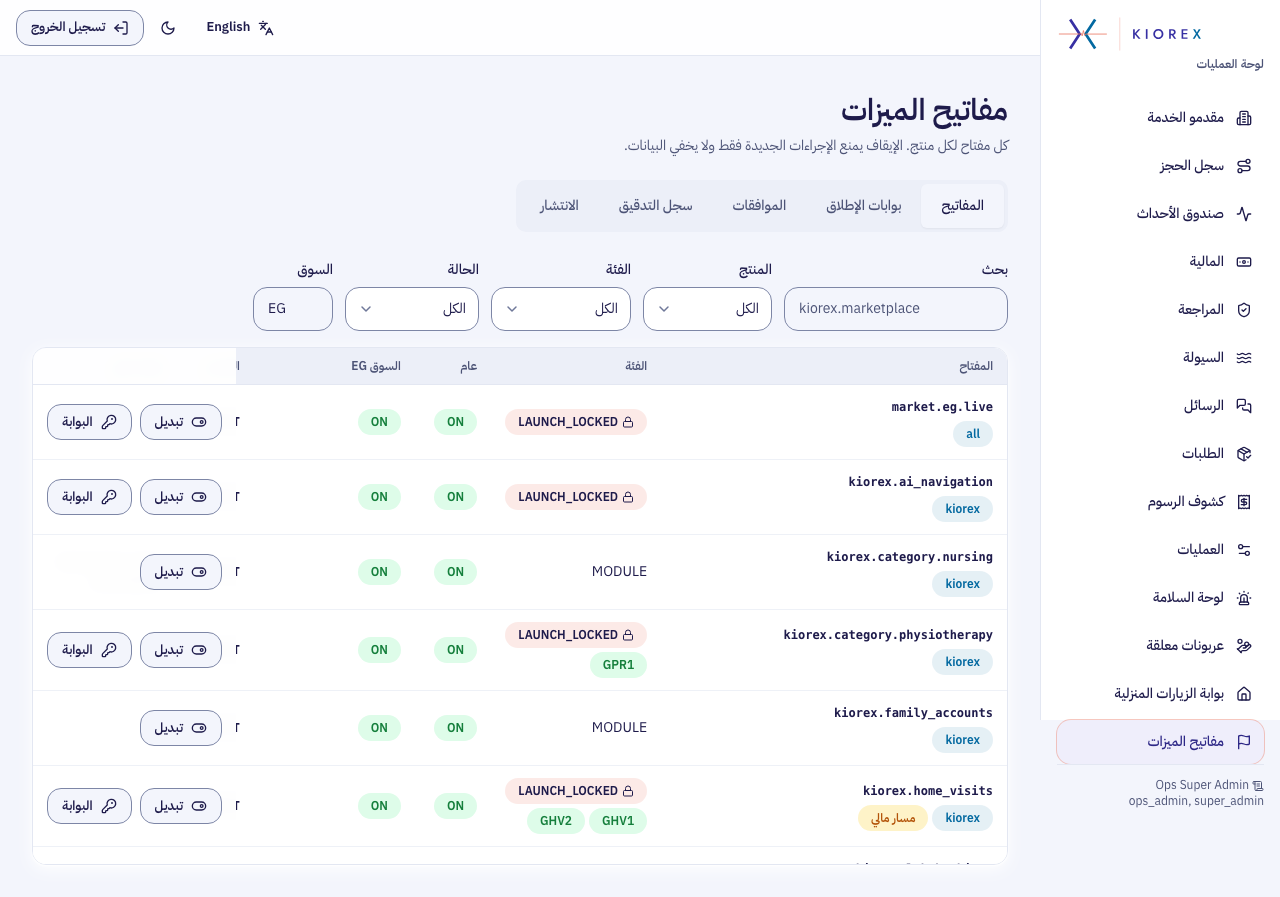 KIOREX
لوحة العمليات
مقدمو الخدمة
سجل الحجز
صندوق الأحداث
المالية
المراجعة
السيولة
الرسائل
الطلبات
كشوف الرسوم
العمليات
لوحة السلامة
عربونات معلقة
بوابة الزيارات المنزلية
مفاتيح الميزات
Ops Super Admin
ops_admin, super_admin
English
تسجيل الخروج
مفاتيح الميزات
كل مفتاح لكل منتج. الإيقاف يمنع الإجراءات الجديدة فقط ولا يخفي البيانات.
المفاتيح بوابات الإطلاق الموافقات سجل التدقيق الانتشار
بحث المنتج الفئة الحالة السوق
kiorex.marketplace الكل الكل الكل EG
المفتاح الفئة عام السوق EG
market.eg.live
all
LAUNCH_LOCKED ON ON تبديل البوابة
kiorex.ai_navigation
kiorex
LAUNCH_LOCKED ON ON تبديل البوابة
kiorex.category.nursing
kiorex
MODULE ON ON تبديل
kiorex.category.physiotherapy
kiorex
LAUNCH_LOCKED
GPR1
ON ON تبديل البوابة
kiorex.family_accounts
kiorex
MODULE ON ON تبديل
kiorex.home_visits
kiorex مسار مالي
LAUNCH_LOCKED
GHV1 GHV2
ON ON تبديل البوابة